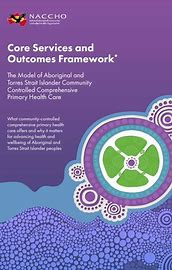 NACCHO
Core Services and
Outcomes Framework*
The Model of Aboriginal and
Torres Strait Islander Community
Controlled Comprehensive
Primary Health Care
What community-controlled
comprehensive primary health
care offers and why it matters
for advancing health and
wellbeing of Aboriginal and
Torres Strait Islander peoples